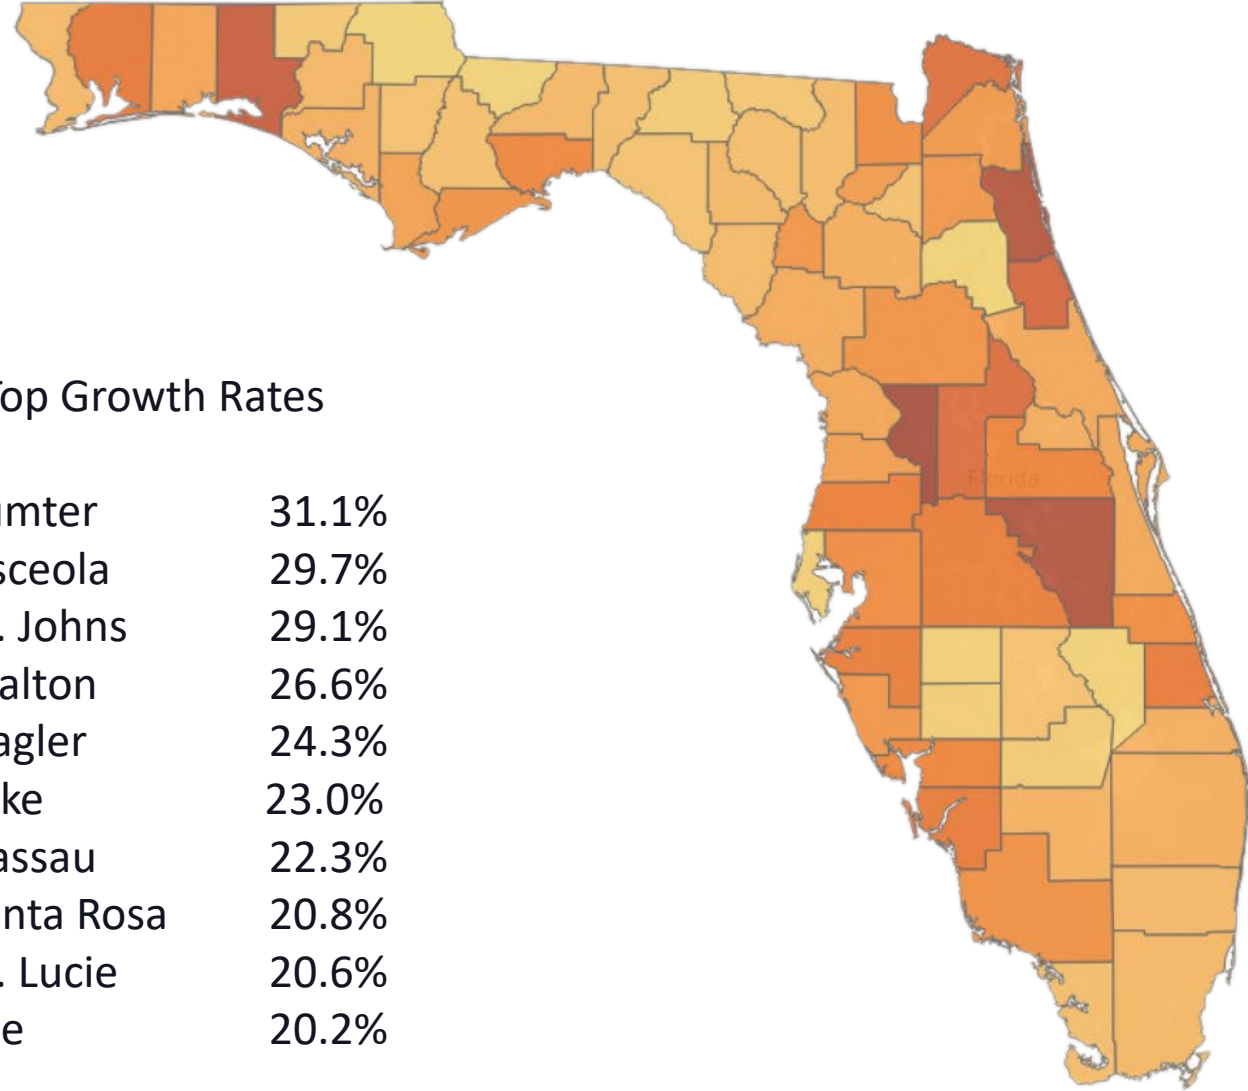 op Growth Rates
umter 31.1%
sceola 29.7%
. Johns 29.1%
alton 26.6%
agler 24.3%
ke 23.0%
assau 22.3%
nta Rosa 20.8%
. Lucie 20.6%
e 20.2%
Florida